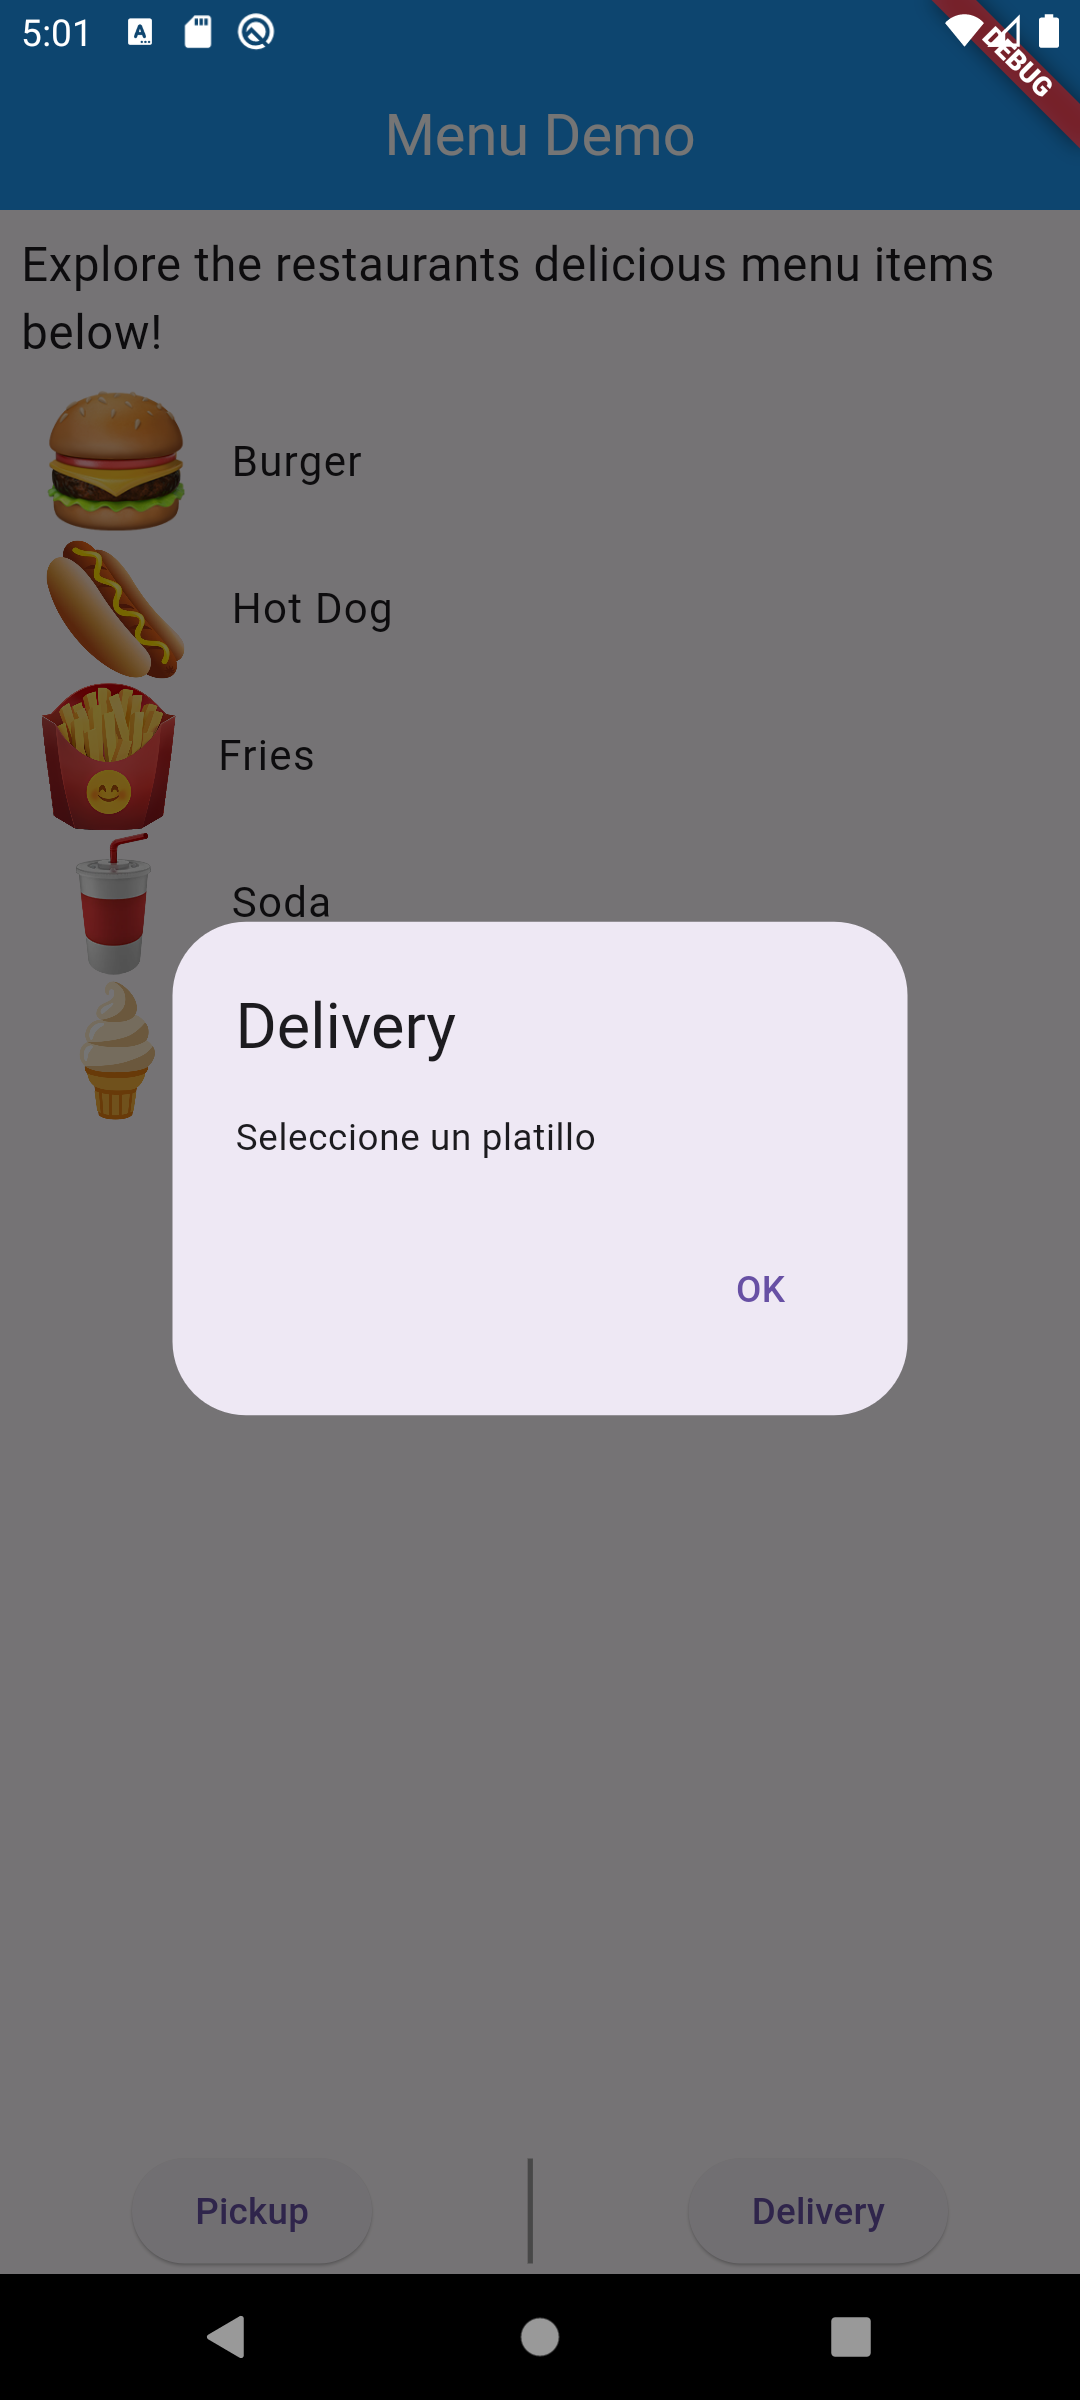 5:01
DEBUG
Menu Demo
Explore the restaurants delicious menu items
below!
Burger
Hot Dog
Fries
Soda
Delivery
Seleccione un platillo
OK
Pickup
Delivery